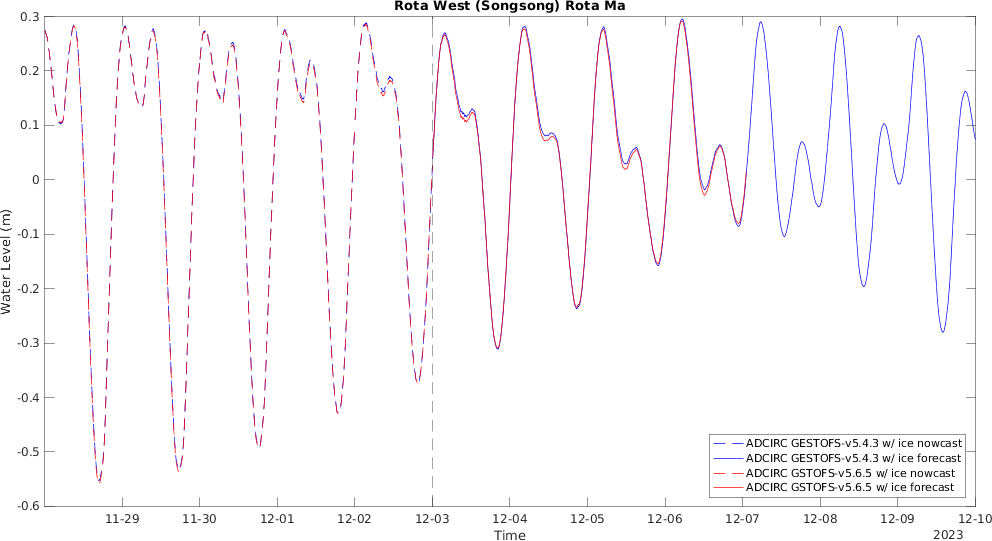 Rota West (Songsong) Rota Ma
Water Level (m)
0.3
0.2
0.1
0
-0.1
-0.2
-0.3
-0.4
-0.5
-0.6
ADCIRC GESTOFS-v5.4.3 w/ ice nowcast
ADCIRC GESTOFS-v5.4.3 w/ ice forecast
ADCIRC GSTOFS-v5.6.5 w/ ice nowcast
ADCIRC GSTOFS-v5.6.5 w/ ice forecast
11-29 11-30 12-01 12-02 12-03 12-04 12-05 12-06 12-07 12-08 12-09 12-10
Time
2023